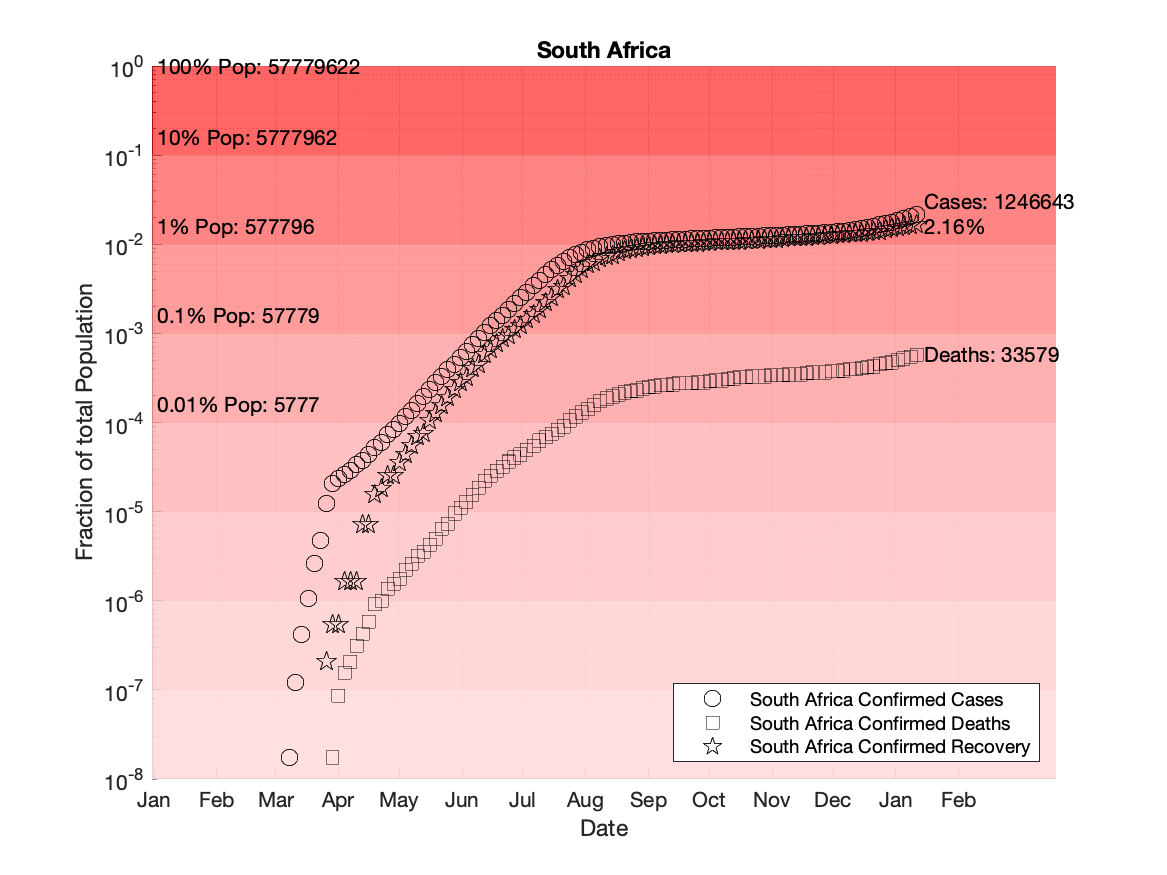 South Africa
10^0
100% Pop: 57779622
10% Pop: 5777962
10^-1
Cases: 1246643
1% Pop: 577796
2.16%
10^-2
0.1% Pop: 57779
10^-3
Deaths: 33579
0.01% Pop: 5777
10^-4
10^-5
10^-6
10^-7
10^-8
Fraction of total Population
South Africa Confirmed Cases
South Africa Confirmed Deaths
South Africa Confirmed Recovery
Jan Feb Mar Apr May Jun Jul Aug Sep Oct Nov Dec Jan Feb
Date